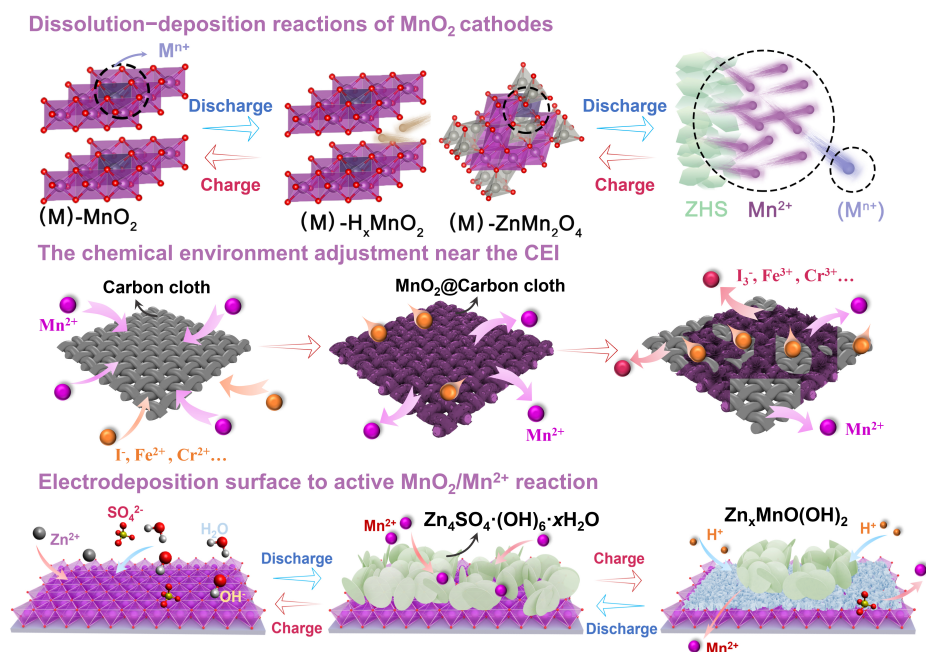 Dissolution−deposition reactions of MnO₂ cathodes
Mⁿ⁺
Discharge
Charge
Discharge
Charge
(M)-MnO₂
(M)-HₓMnO₂
(M)-ZnMn₂O₄
ZHS
Mn²⁺
(Mⁿ⁺)
The chemical environment adjustment near the CEI
Carbon cloth
Mn²⁺
I⁻, Fe²⁺, Cr²⁺...
MnO₂@Carbon cloth
Mn²⁺
I₃⁻, Fe³⁺, Cr³⁺...
Mn²⁺
Electrodeposition surface to active MnO₂/Mn²⁺ reaction
Zn²⁺
SO₄²⁻
H₂O
OH⁻
Discharge
Charge
Mn²⁺
Zn₄SO₄·(OH)₆·xH₂O
Charge
Discharge
ZnₓMnO(OH)₂
H⁺
H⁺
Mn²⁺